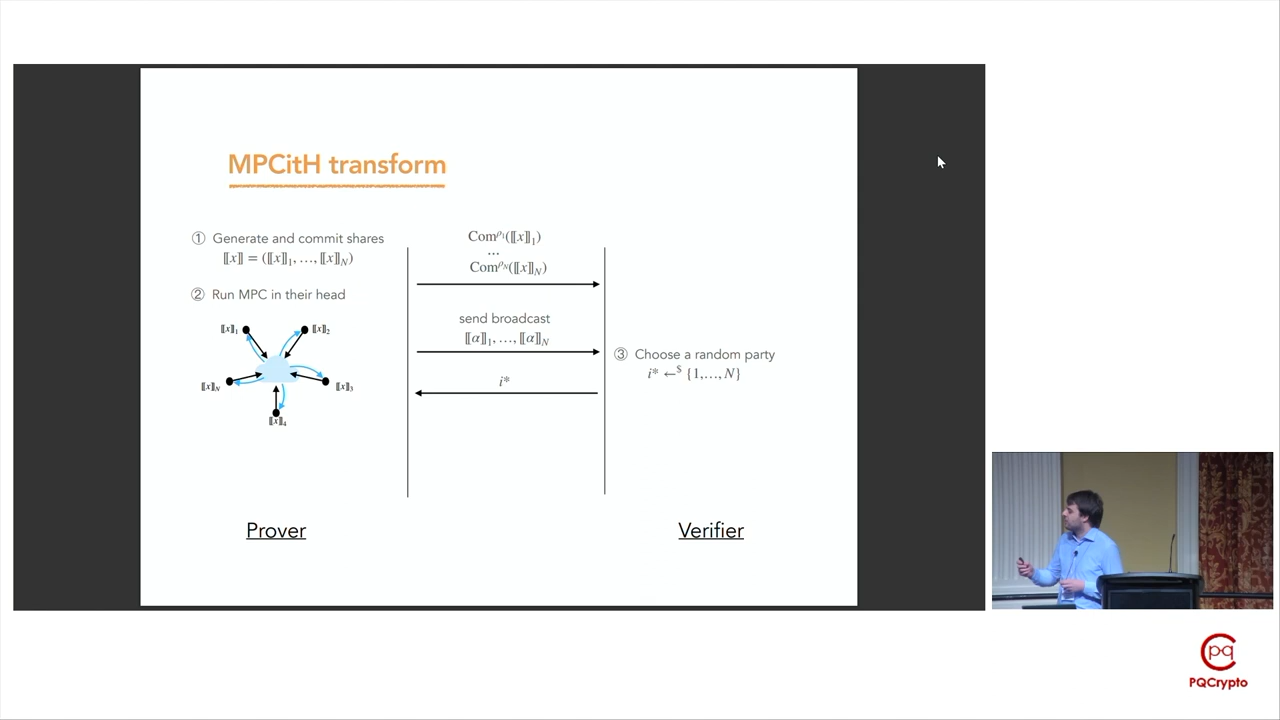 MPCitH transform
① Generate and commit shares
⟦x⟧ = (⟦x⟧₁, …, ⟦x⟧_N)
② Run MPC in their head
⟦x⟧₁
⟦x⟧₂
⟦x⟧_N
⟦x⟧₃
⟦x⟧₄
Com^ρ₁(⟦x⟧₁)
…
Com^ρ_N(⟦x⟧_N)
send broadcast
⟦α⟧₁, …, ⟦α⟧_N
i*
③ Choose a random party
i* ←^$ {1,…, N}
Prover
Verifier
pq
PQCrypto